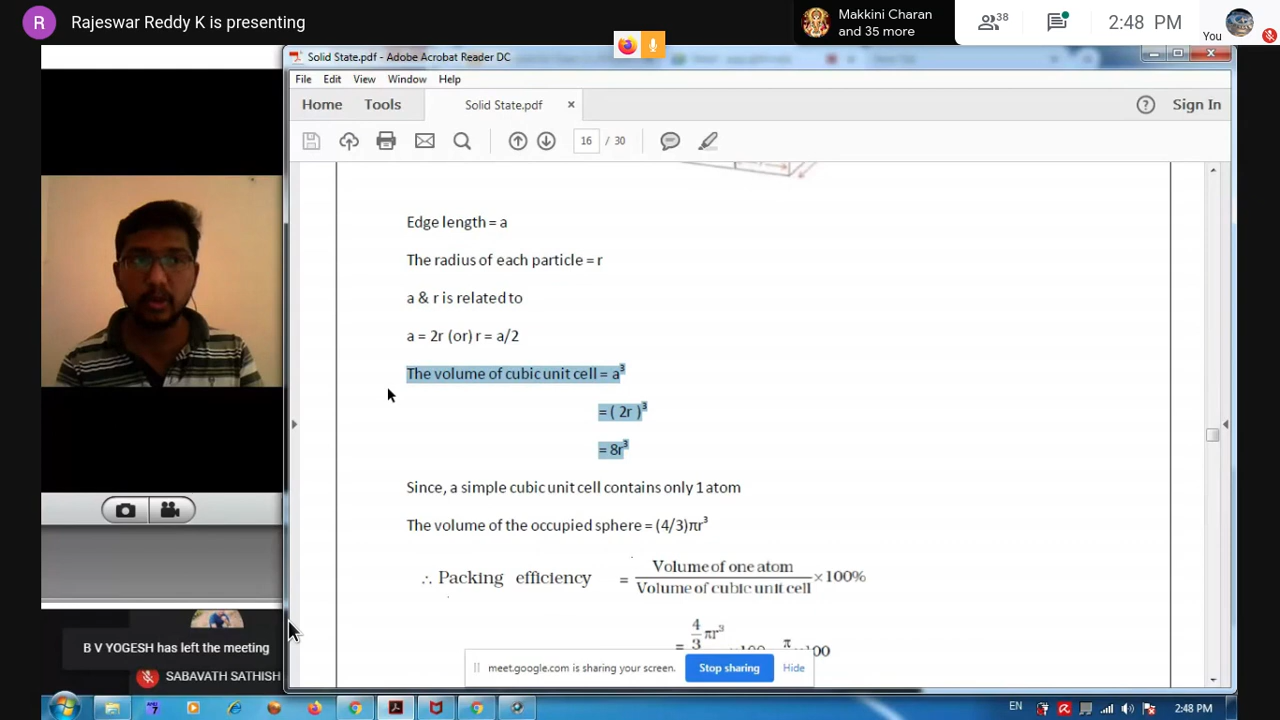 R Rajeswar Reddy K is presenting
Makkini Charan
and 35 more
38
2:48 PM
You
Solid State.pdf - Adobe Acrobat Reader DC
File Edit View Window Help
Home Tools Solid State.pdf × Sign In
16 / 30
Edge length = a
The radius of each particle = r
a & r is related to
a = 2r (or) r = a/2
The volume of cubic unit cell = a³
= ( 2r )³
= 8r³
Since, a simple cubic unit cell contains only 1 atom
The volume of the occupied sphere = (4/3)πr³
∴ Packing efficiency = Volume of one atom / Volume of cubic unit cell ×100%
= 4/3 πr³
B V YOGESH has left the meeting
SABAVATH SATHISH
meet.google.com is sharing your screen. Stop sharing Hide
EN 2:48 PM